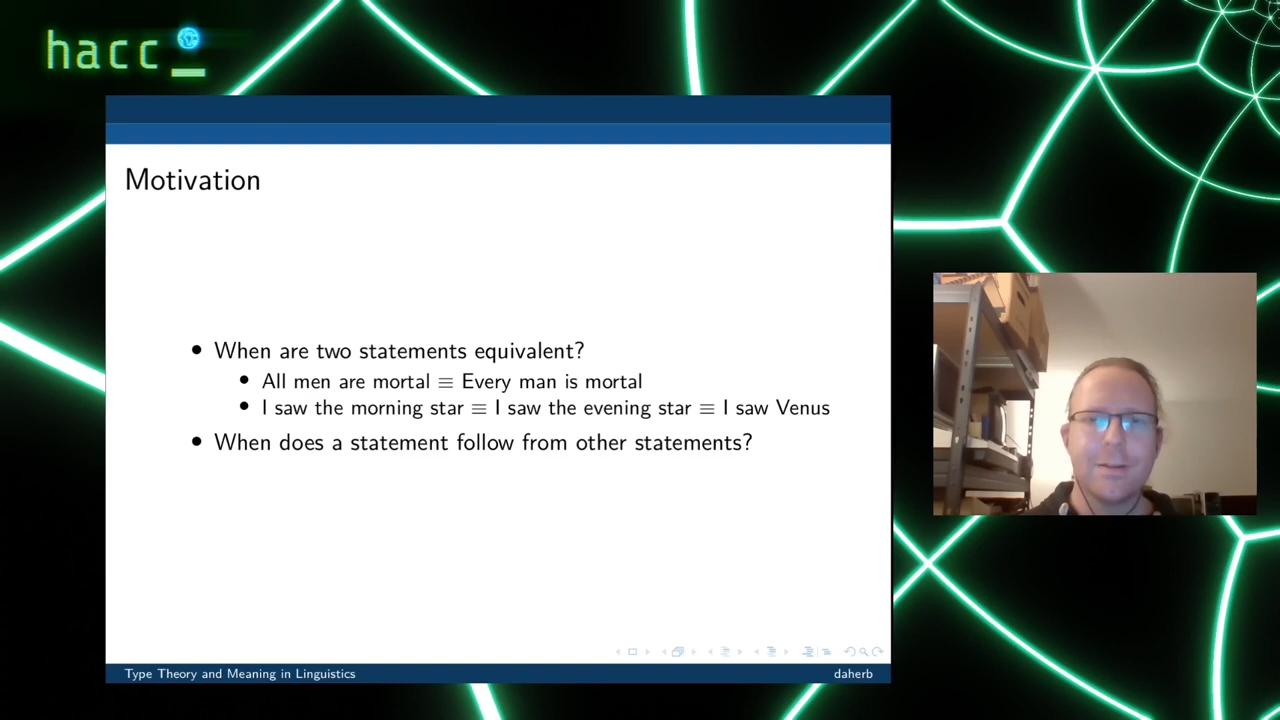 hacc_
Motivation
• When are two statements equivalent?
• All men are mortal ≡ Every man is mortal
• I saw the morning star ≡ I saw the evening star ≡ I saw Venus
• When does a statement follow from other statements?
Type Theory and Meaning in Linguistics
daherb